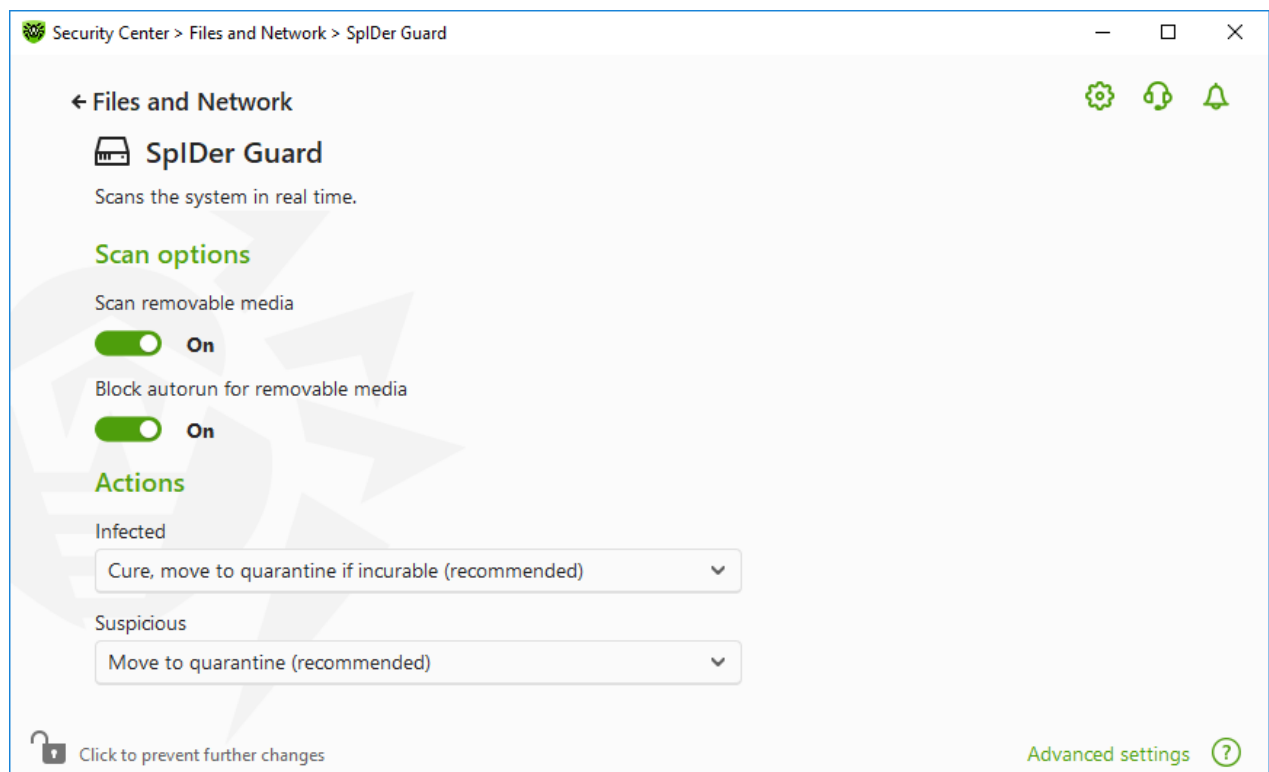 Security Center > Files and Network > SpIDer Guard
Files and Network
SpIDer Guard
Scans the system in real time.
Scan options
Scan removable media
On
Block autorun for removable media
On
Actions
Infected
Cure, move to quarantine if incurable (recommended)
Suspicious
Move to quarantine (recommended)
Click to prevent further changes
Advanced settings ?